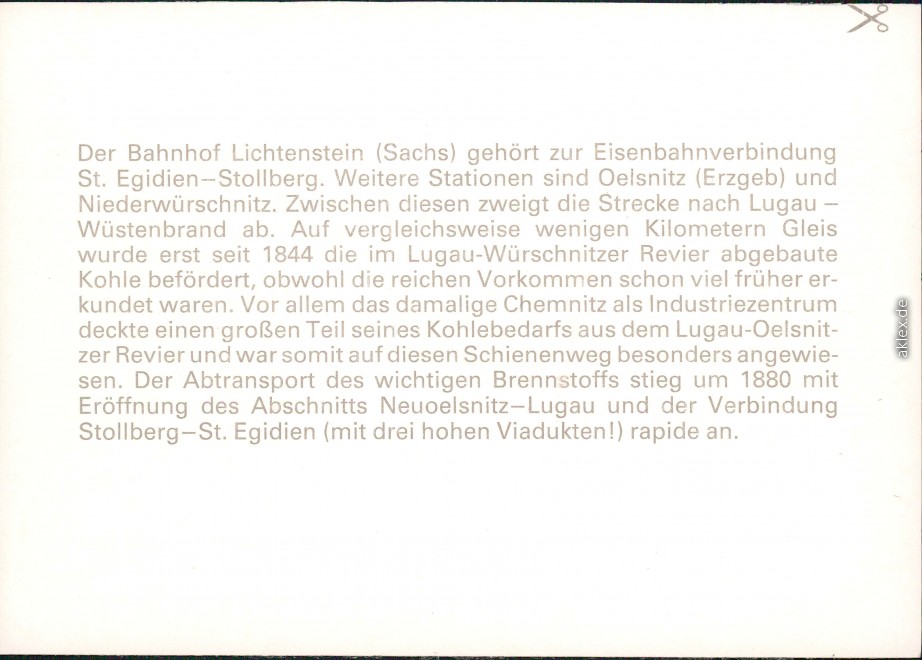 Der Bahnhof Lichtenstein (Sachs) gehört zur Eisenbahnverbindung
St. Egidien–Stollberg. Weitere Stationen sind Oelsnitz (Erzgeb) und
Niederwürschnitz. Zwischen diesen zweigt die Strecke nach Lugau –
Wüstenbrand ab. Auf vergleichsweise wenigen Kilometern Gleis
wurde erst seit 1844 die im Lugau-Würschnitzer Revier abgebaute
Kohle befördert, obwohl die reichen Vorkommen schon viel früher er-
kundet waren. Vor allem das damalige Chemnitz als Industriezentrum
deckte einen großen Teil seines Kohlebedarfs aus dem Lugau-Oelsnit-
zer Revier und war somit auf diesen Schienenweg besonders angewie-
sen. Der Abtransport des wichtigen Brennstoffs stieg um 1880 mit
Eröffnung des Abschnitts Neuoelsnitz–Lugau und der Verbindung
Stollberg–St. Egidien (mit drei hohen Viadukten!) rapide an.
aklex.de